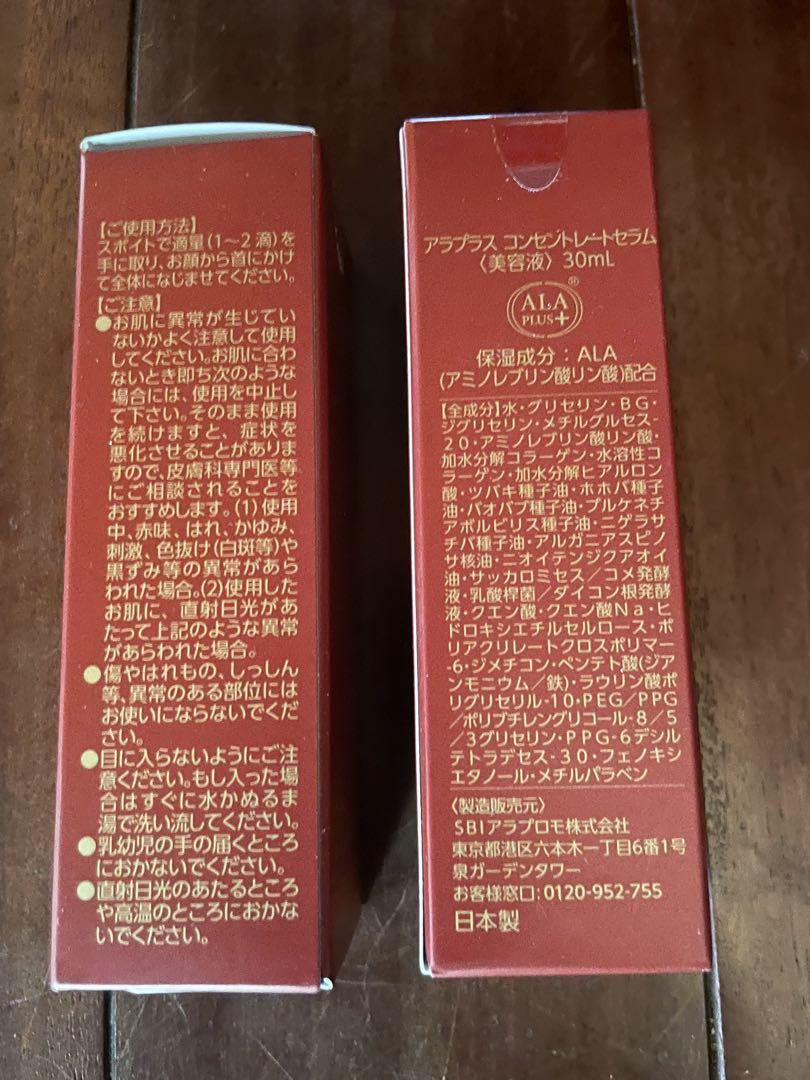 【ご使用方法】
スポイトで適量(1〜2滴)を
手に取り、お顔から首にかけ
て全体になじませてください。
【ご注意】
●お肌に異常が生じてい
ないかよく注意して使用
してください。お肌に合わ
ないとき即ち次のような
場合には、使用を中止し
て下さい。そのまま使用
を続けますと、症状を
悪化させることがありま
すので、皮膚科専門医等
にご相談されることを
おすすめします。(1)使用
中、赤味、はれ、かゆみ、
刺激、色抜け(白斑等)や
黒ずみ等の異常があら
われた場合。(2)使用した
お肌に、直射日光があ
たって上記のような異常
があらわれた場合。
●傷やはれもの、しっしん
等、異常のある部位には
お使いにならないでくだ
さい。
●目に入らないようにご注
意ください。もし入った場
合はすぐに水かぬるま
湯で洗い流してください。
●乳幼児の手の届くところ
におかないでください。
●直射日光のあたるところ
や高温のところにおかな
いでください。
アラプラス コンセントレートセラム
〈美容液〉 30mL
ALA
PLUS+
®
保湿成分：ALA
(アミノレブリン酸リン酸)配合
【全成分】水・グリセリン・BG・
ジグリセリン・メチルグルセス-
20・アミノレブリン酸リン酸・
加水分解コラーゲン・水溶性コ
ラーゲン・加水分解ヒアルロン
酸・ツバキ種子油・ホホバ種子
油・バオバブ種子油・プルケネチ
アボルビリス種子油・ニゲラサ
チバ種子油・アルガニアスピノ
サ核油・ニオイテンジクアオイ
油・サッカロミセス／コメ発酵
液・乳酸桿菌／ダイコン根発酵
液・クエン酸・クエン酸Na・ヒ
ドロキシエチルセルロース・ポ
リアクリレートクロスポリマー
-6・ジメチコン・ペンテト酸(ジア
ンモニウム／鉄)・ラウリン酸ポ
リグリセリル-10・PEG／PPG
／ポリブチレングリコール-8／5
／3グリセリン・PPG-6デシル
テトラデセス-30・フェノキシ
エタノール・メチルパラベン
〈製造販売元〉
SBIアラプロモ株式会社
東京都港区六本木一丁目6番1号
泉ガーデンタワー
お客様窓口：0120-952-755
日本製